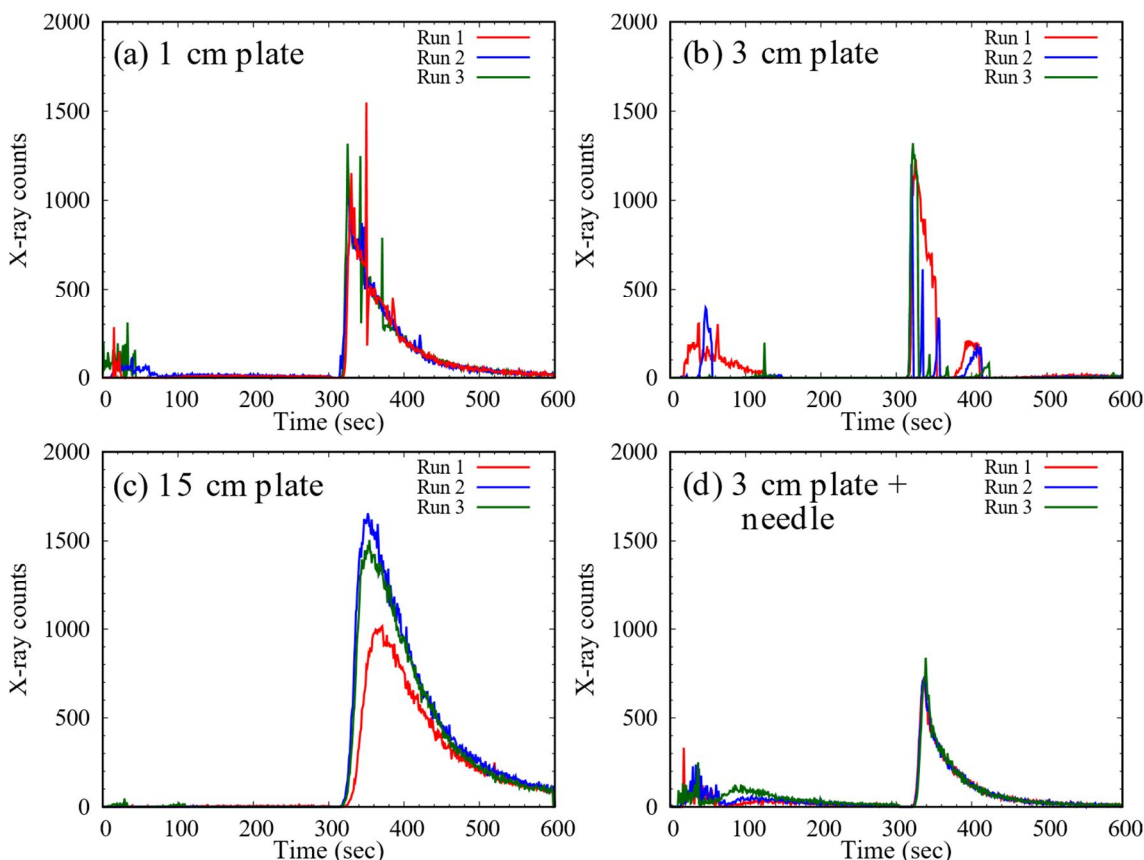 (a) 1 cm plate
Run 1
Run 2
Run 3
X-ray counts
2000
1500
1000
500
0
0 100 200 300 400 500 600
Time (sec)
(b) 3 cm plate
Run 1
Run 2
Run 3
X-ray counts
2000
1500
1000
500
0
0 100 200 300 400 500 600
Time (sec)
(c) 15 cm plate
Run 1
Run 2
Run 3
X-ray counts
2000
1500
1000
500
0
0 100 200 300 400 500 600
Time (sec)
(d) 3 cm plate +
needle
Run 1
Run 2
Run 3
X-ray counts
2000
1500
1000
500
0
0 100 200 300 400 500 600
Time (sec)